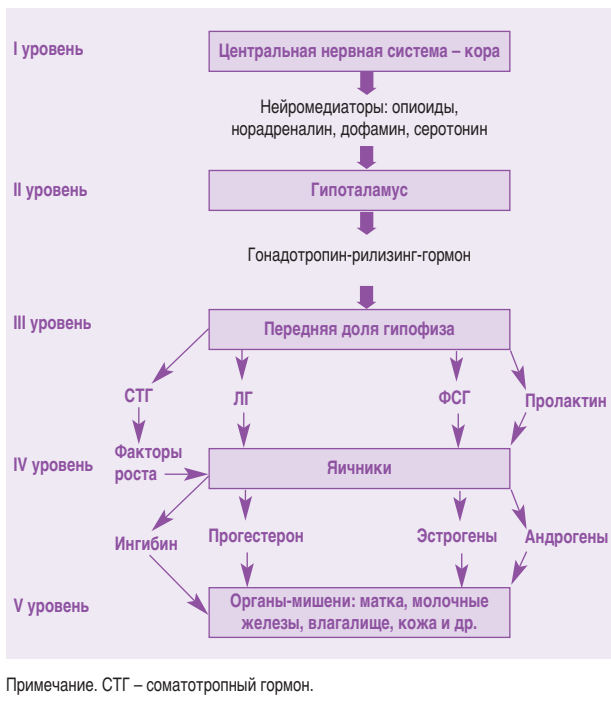 I уровень
Центральная нервная система – кора
Нейромедиаторы: опиоиды,
норадреналин, дофамин, серотонин
II уровень
Гипоталамус
Гонадотропин-рилизинг-гормон
III уровень
Передняя доля гипофиза
СТГ
ЛГ
ФСГ
Пролактин
IV уровень
Факторы
роста
Яичники
Ингибин
Прогестерон
Эстрогены
Андрогены
V уровень
Органы-мишени: матка, молочные
железы, влагалище, кожа и др.
Примечание. СТГ – соматотропный гормон.